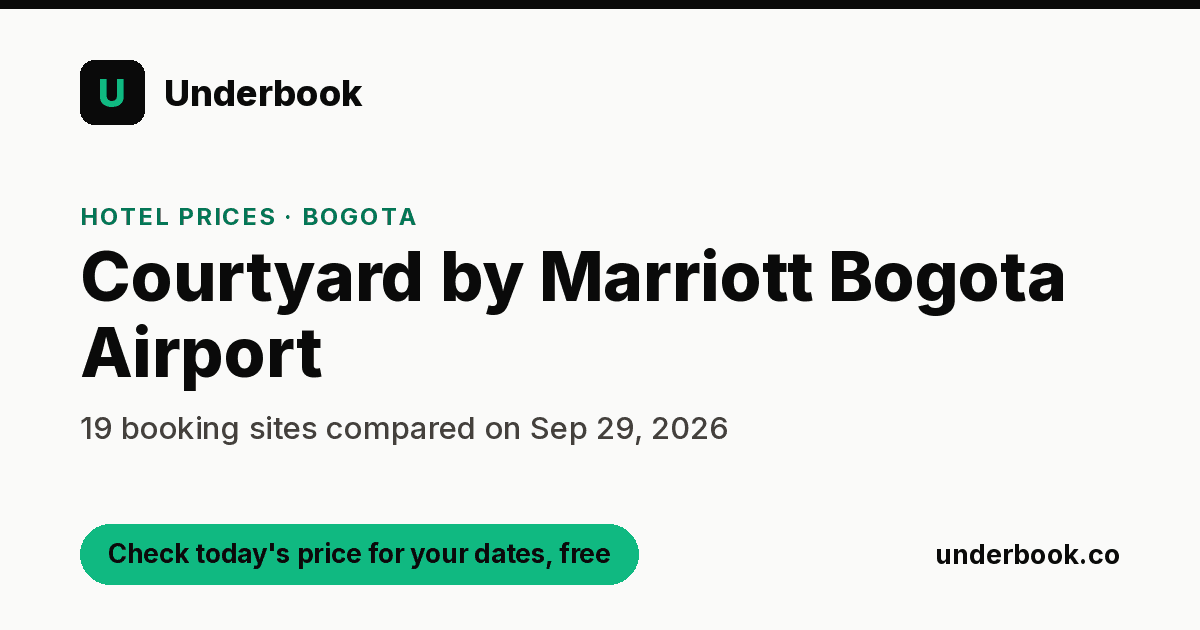 U
Underbook
HOTEL PRICES · BOGOTA
Courtyard by Marriott Bogota
Airport
19 booking sites compared on Sep 29, 2026
Check today's price for your dates, free
underbook.co